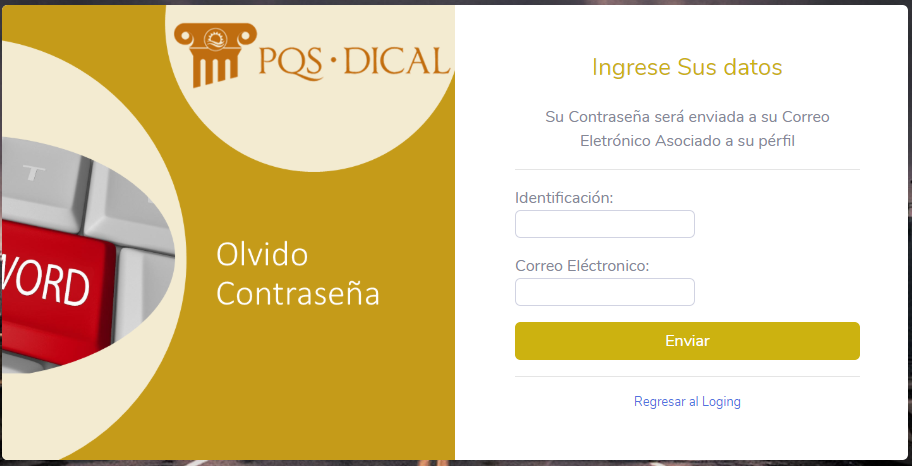 PQS · DICAL
T
WORD
Olvido
Contraseña
Ingrese Sus datos
Su Contraseña será enviada a su Correo
Eletrónico Asociado a su pérfil
Identificación:
Correo Eléctronico:
Enviar
Regresar al Loging